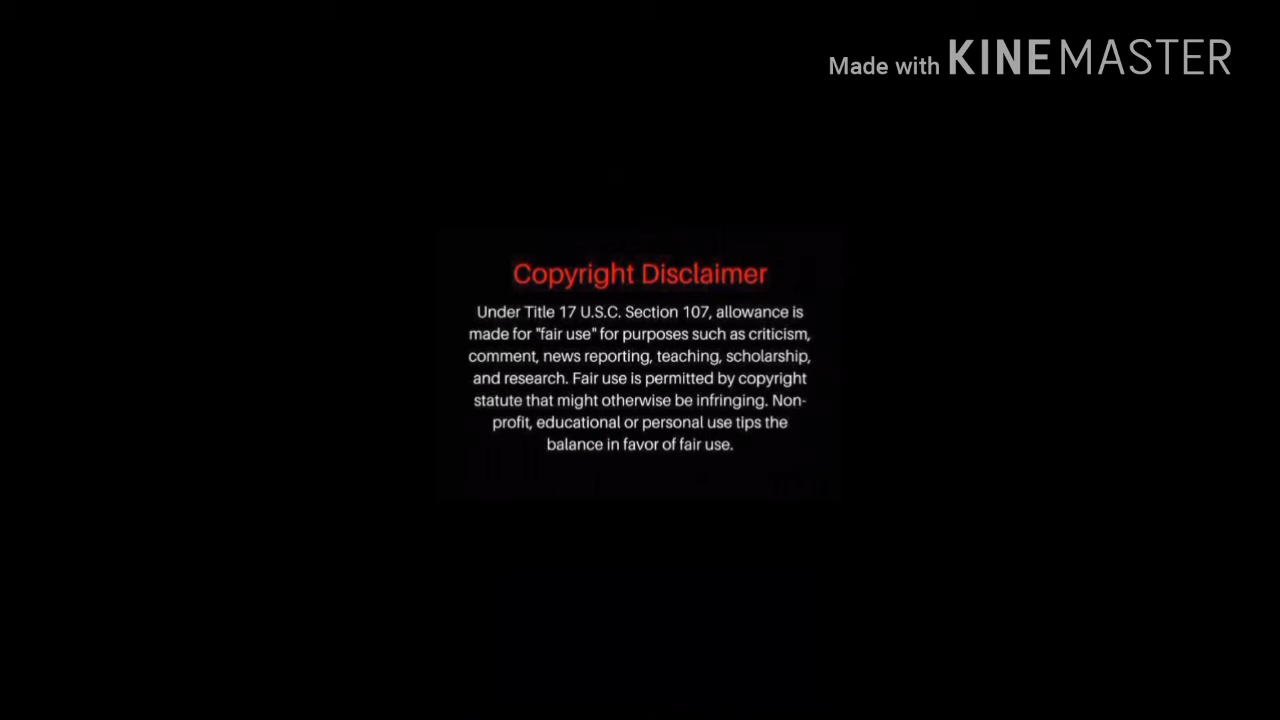 Made with KINEMASTER
Copyright Disclaimer
Under Title 17 U.S.C. Section 107, allowance is
made for "fair use" for purposes such as criticism,
comment, news reporting, teaching, scholarship,
and research. Fair use is permitted by copyright
statute that might otherwise be infringing. Non-
profit, educational or personal use tips the
balance in favor of fair use.